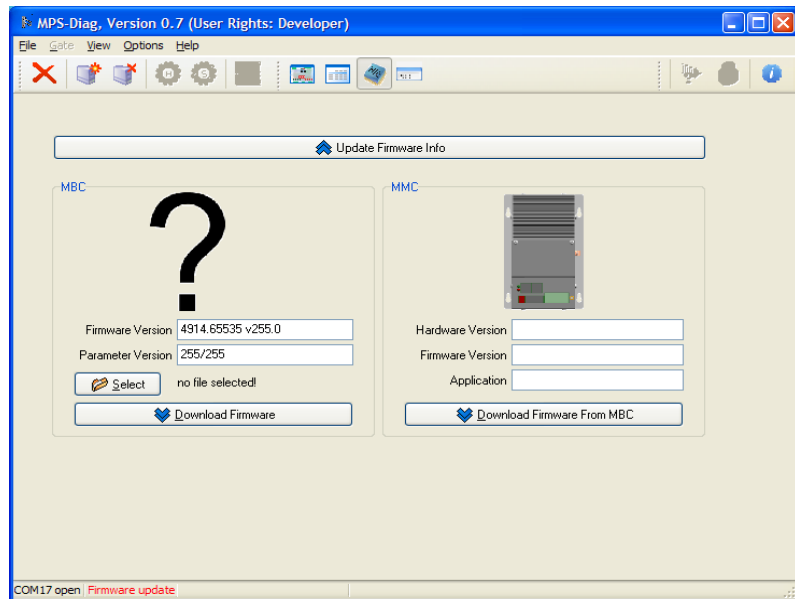 MPS-Diag, Version 0.7 (User Rights: Developer)
File Gate View Options Help
Update Firmware Info
MBC
MMC
?
Firmware Version 4914.65535 v255.0
Hardware Version
Parameter Version 255/255
Firmware Version
Select no file selected!
Application
Download Firmware
Download Firmware From MBC
COM17 open Firmware update